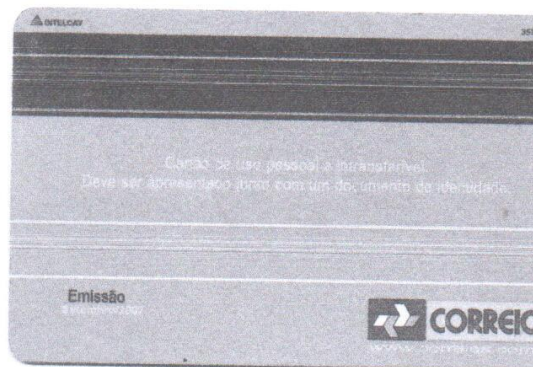 INTELCAV
Cartão de uso pessoal e intransferível.
Deve ser apresentado junto com um documento de identidade.
Emissão
CORREIO